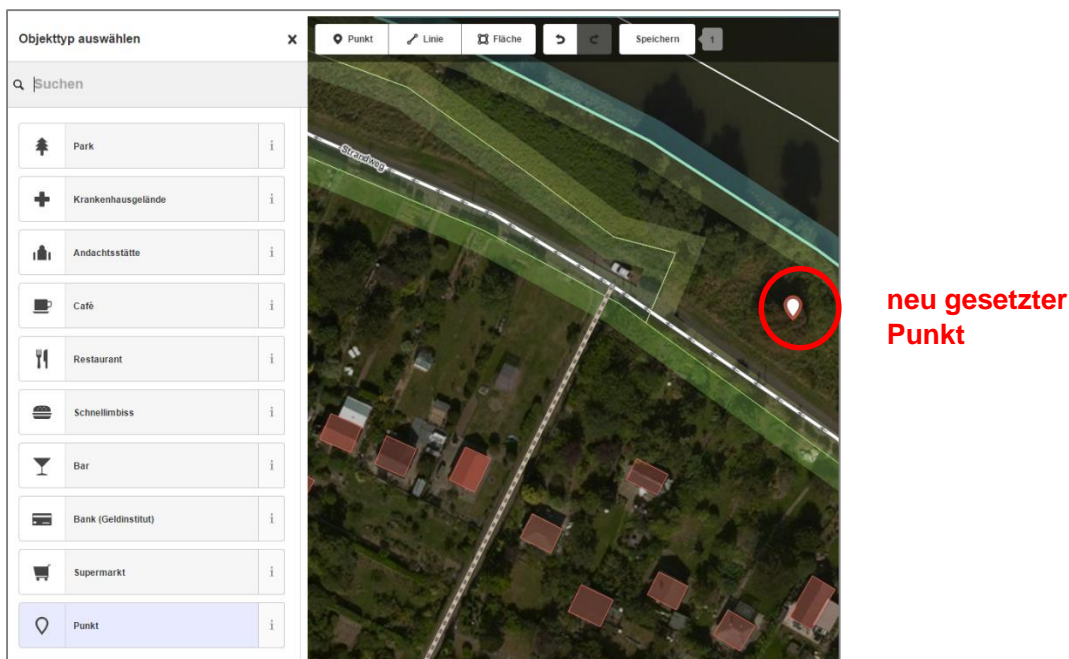 Objekttyp auswählen x
Punkt Linie Fläche Speichern 1
Suchen
Park i
Krankenhausgelände i
Andachtsstätte i
Café i
Restaurant i
Schnellimbiss i
Bar i
Bank (Geldinstitut) i
Supermarkt i
Punkt i
Strandweg
neu gesetzter
Punkt